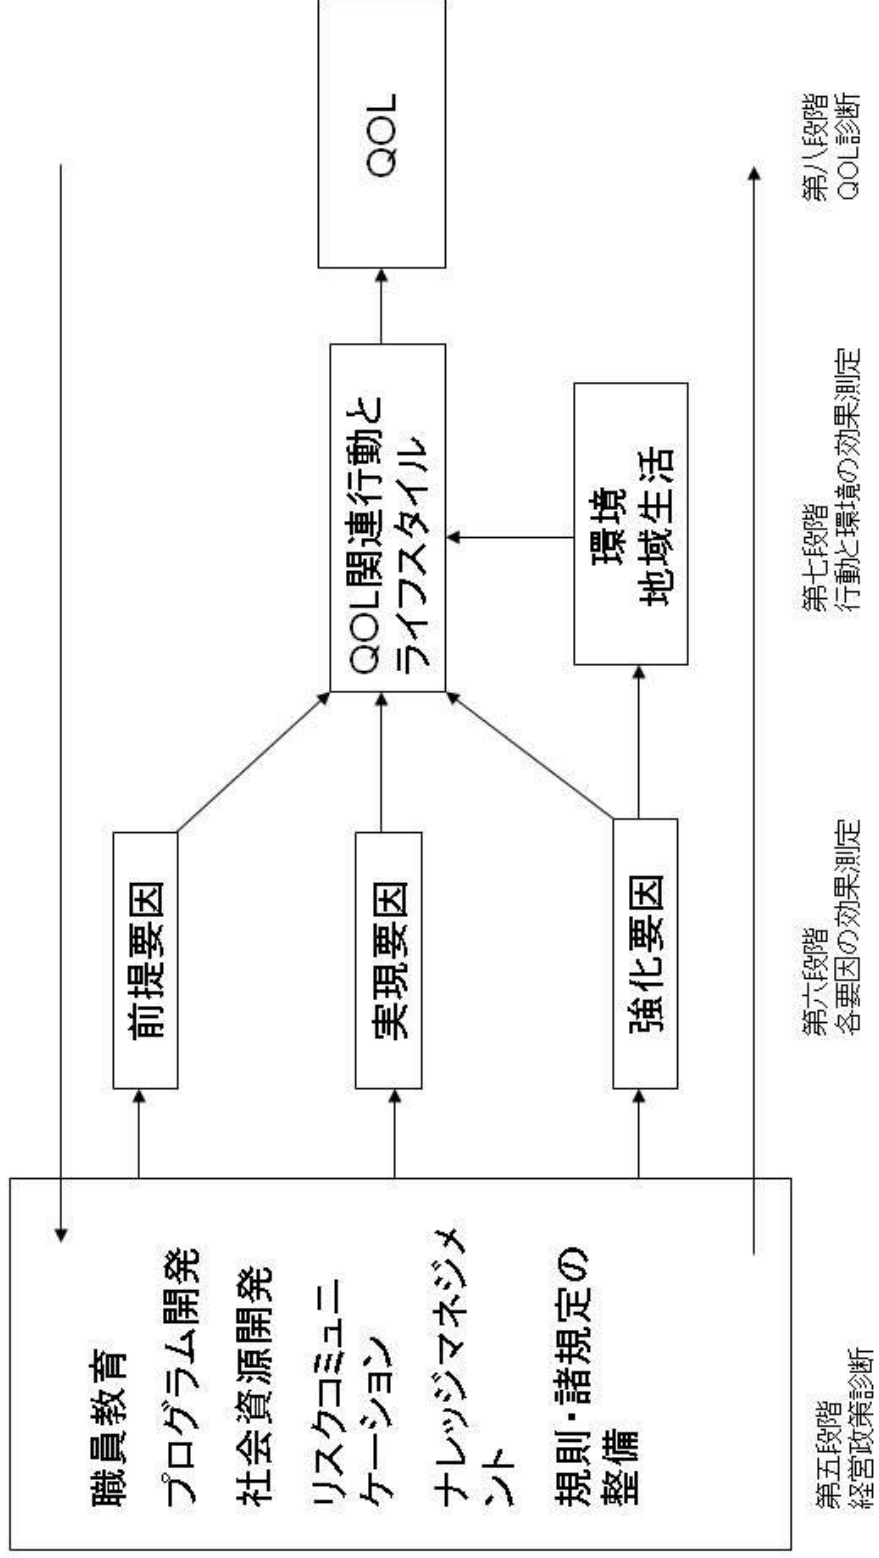 職員教育
プログラム開発
社会資源開発
リスクコミュニ
ケーション
ナレッジマネジメ
ント
規則・諸規定の
整備
前提要因
実現要因
強化要因
QOL関連行動と
ライフスタイル
環境
地域生活
QOL
第五段階
経営政策診断
第六段階
各要因の効果測定
第七段階
行動と環境の効果測定
第八段階
QOL診断